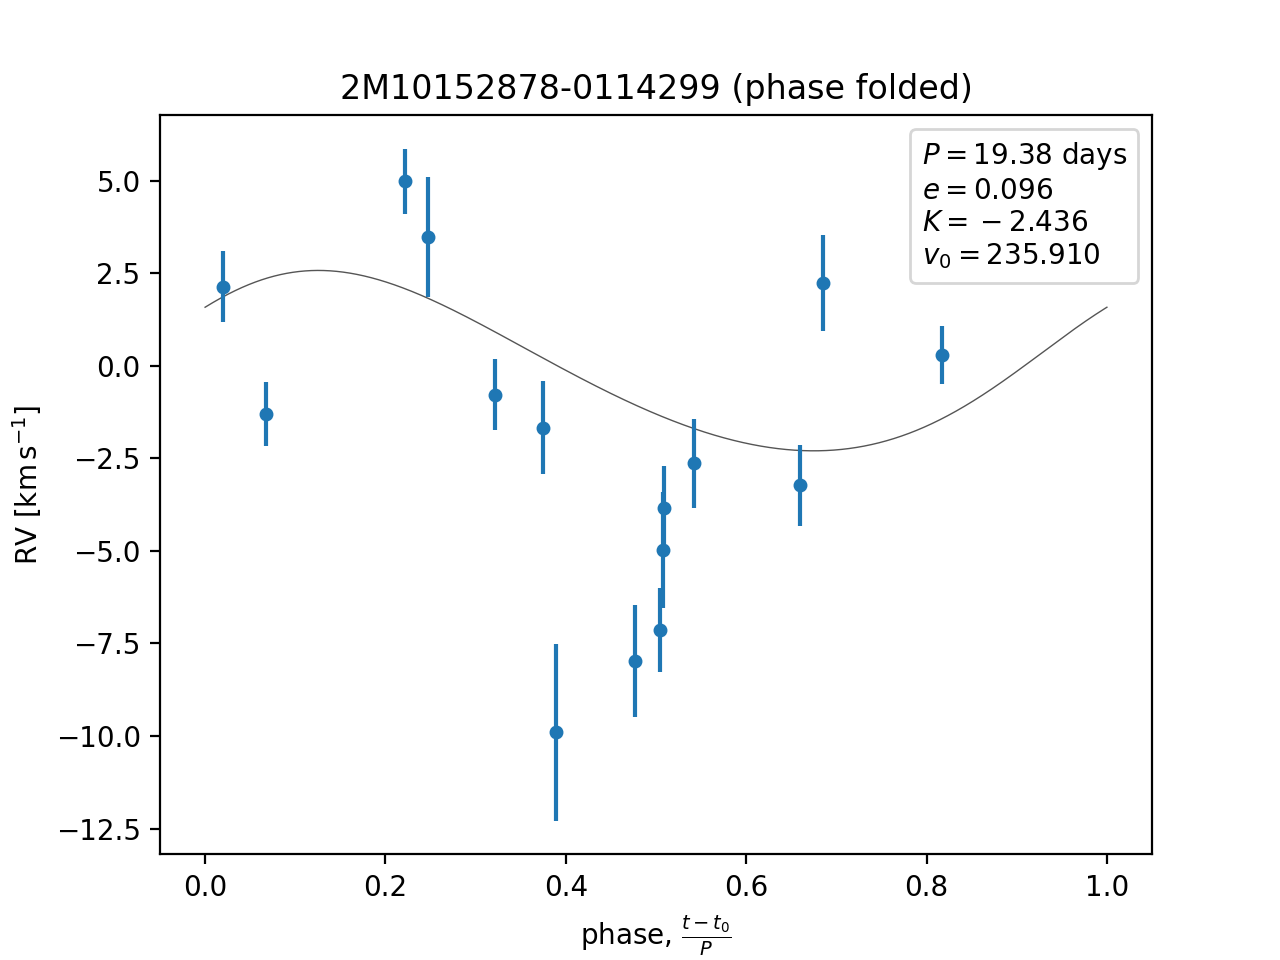 2M10152878-0114299 (phase folded)
P = 19.38 days
e = 0.096
K = −2.436
v₀ = 235.910
RV [km s⁻¹]
5.0
2.5
0.0
−2.5
−5.0
−7.5
−10.0
−12.5
0.0 0.2 0.4 0.6 0.8 1.0
phase, (t − t₀)/P